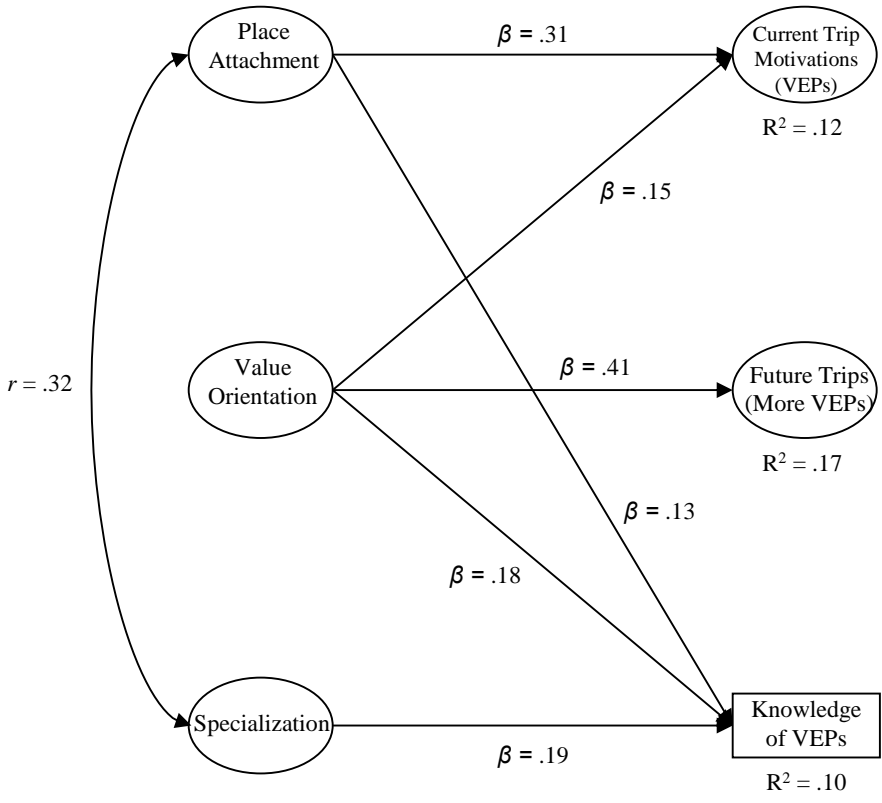 Place
Attachment
β = .31
Current Trip
Motivations
(VEPs)
R² = .12
β = .15
r = .32
Value
Orientation
β = .41
Future Trips
(More VEPs)
R² = .17
β = .13
β = .18
Specialization
β = .19
Knowledge
of VEPs
R² = .10